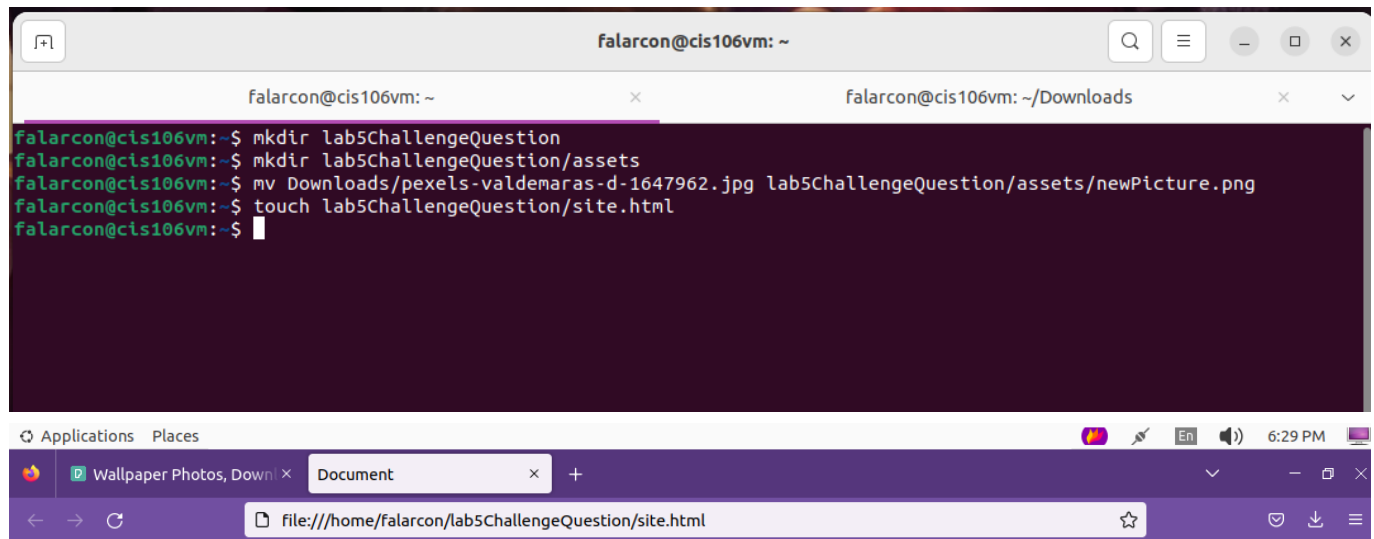 falarcon@cis106vm: ~
falarcon@cis106vm: ~ falarcon@cis106vm: ~/Downloads
falarcon@cis106vm:~$ mkdir lab5ChallengeQuestion
falarcon@cis106vm:~$ mkdir lab5ChallengeQuestion/assets
falarcon@cis106vm:~$ mv Downloads/pexels-valdemaras-d-1647962.jpg lab5ChallengeQuestion/assets/newPicture.png
falarcon@cis106vm:~$ touch lab5ChallengeQuestion/site.html
falarcon@cis106vm:~$
Applications Places En 6:29 PM
Wallpaper Photos, Downl Document
file:///home/falarcon/lab5ChallengeQuestion/site.html